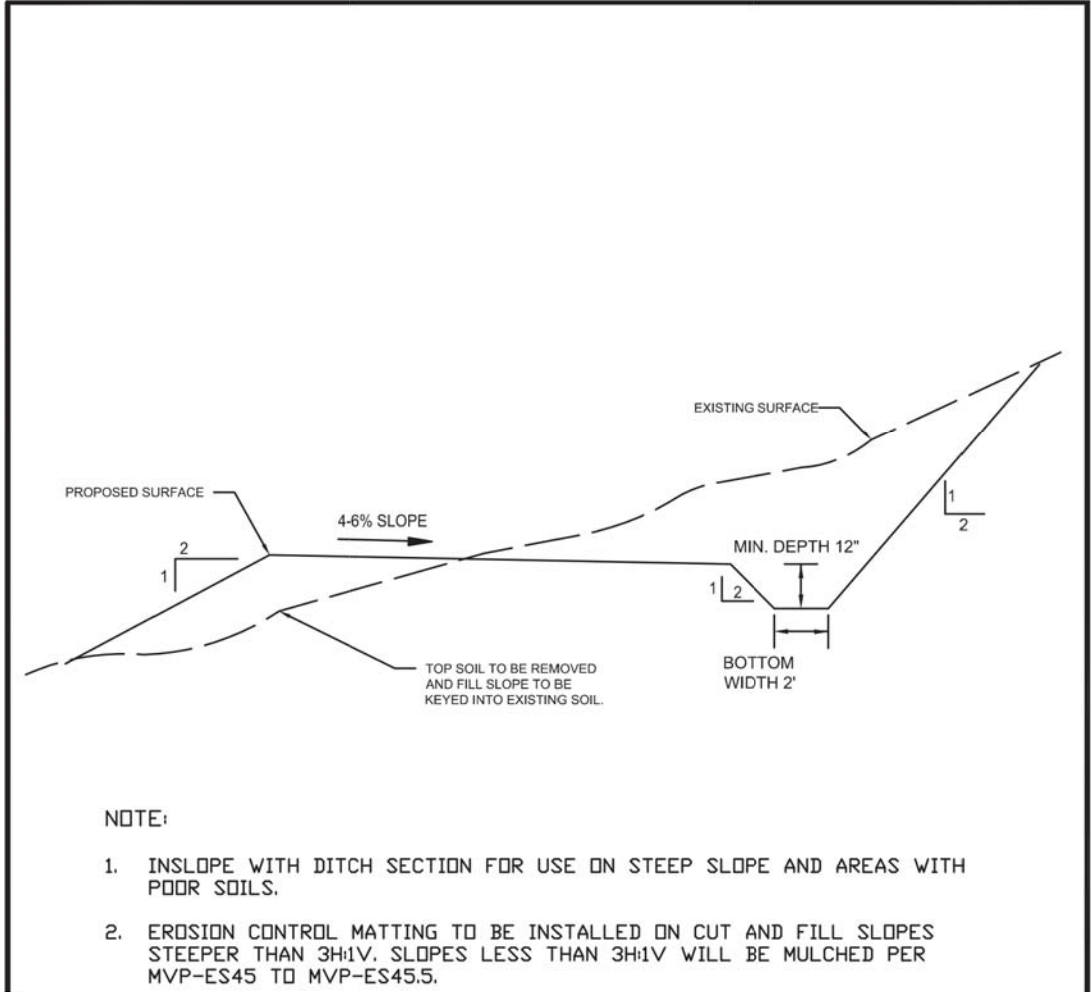 EXISTING SURFACE
PROPOSED SURFACE
4-6% SLOPE
2
1
MIN. DEPTH 12"
1
2
1
2
BOTTOM
WIDTH 2'
TOP SOIL TO BE REMOVED
AND FILL SLOPE TO BE
KEYED INTO EXISTING SOIL.
NOTE:
1. INSLOPE WITH DITCH SECTION FOR USE ON STEEP SLOPE AND AREAS WITH
POOR SOILS.
2. EROSION CONTROL MATTING TO BE INSTALLED ON CUT AND FILL SLOPES
STEEPER THAN 3H:1V. SLOPES LESS THAN 3H:1V WILL BE MULCHED PER
MVP-ES45 TO MVP-ES45.5.